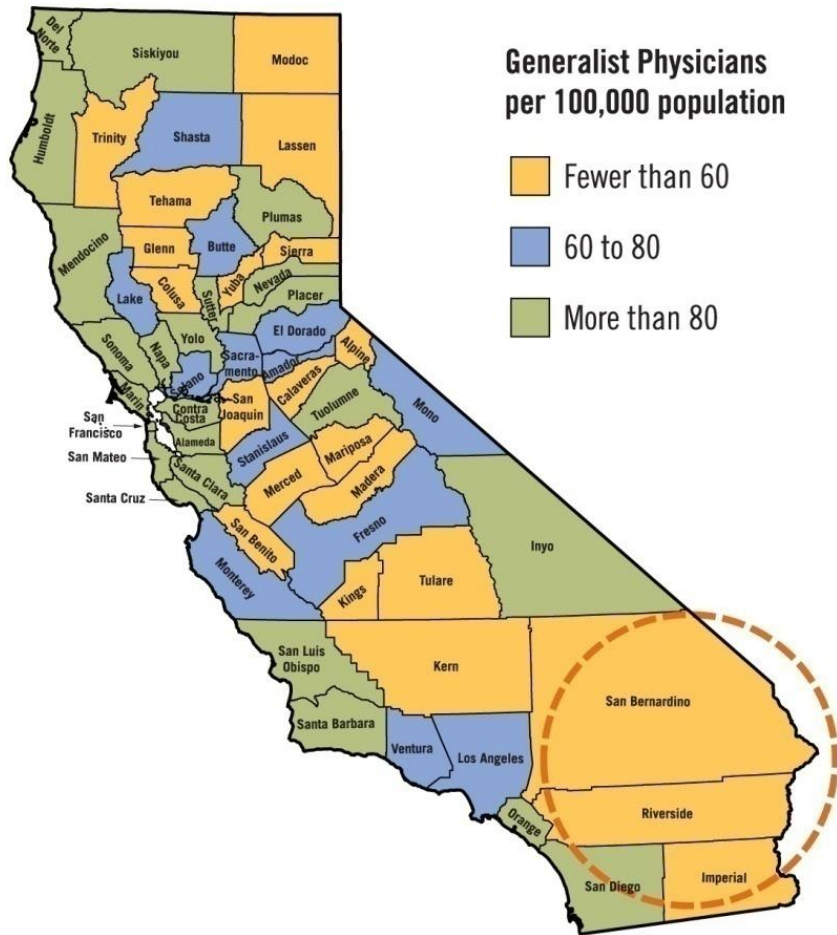 Generalist Physicians
per 100,000 population
Fewer than 60
60 to 80
More than 80
Del
Norte
Siskiyou
Modoc
Humboldt
Trinity
Shasta
Lassen
Tehama
Plumas
Mendocino
Glenn
Butte
Sierra
Lake
Colusa
Sutter
Yuba
Nevada
Placer
Sonoma
Napa
Yolo
El Dorado
Solano
Sacra-
mento
Amador
Alpine
Marin
Contra
Costa
San
Joaquin
Calaveras
Tuolumne
Mono
San
Francisco
Alameda
Stanislaus
Mariposa
San Mateo
Santa Clara
Merced
Madera
Santa Cruz
San Benito
Fresno
Inyo
Monterey
Kings
Tulare
San Luis
Obispo
Kern
San Bernardino
Santa Barbara
Ventura
Los Angeles
Orange
Riverside
San Diego
Imperial